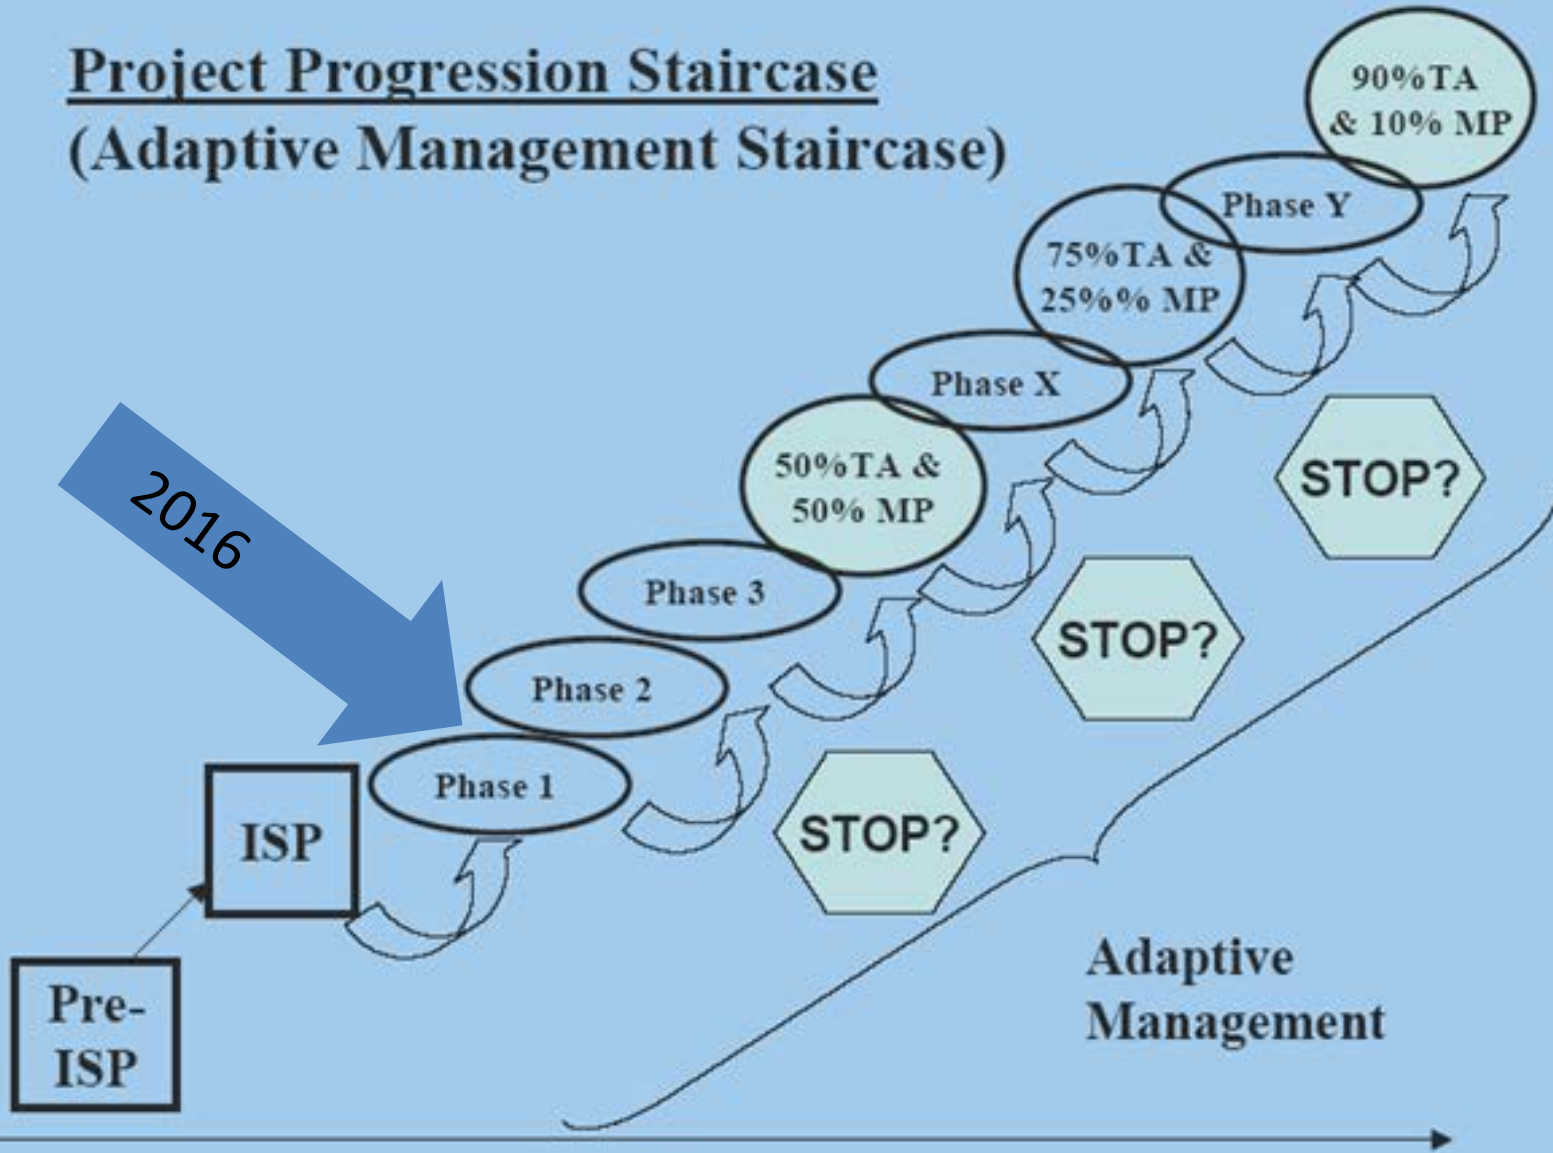 Project Progression Staircase
(Adaptive Management Staircase)
90%TA
& 10% MP
Phase Y
75%TA &
25%% MP
Phase X
50%TA &
50% MP
STOP?
2016
Phase 3
STOP?
Phase 2
Phase 1
STOP?
ISP
Pre-
ISP
Adaptive
Management